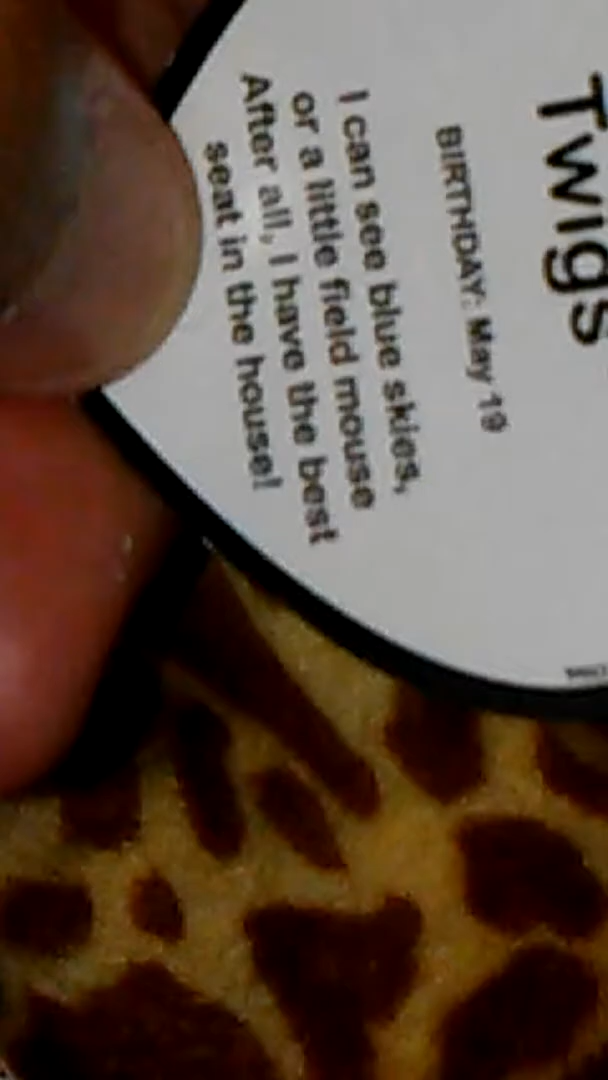 Twigs
BIRTHDAY: May 19
I can see blue skies,
or a little field mouse
After all, I have the best
seat in the house!